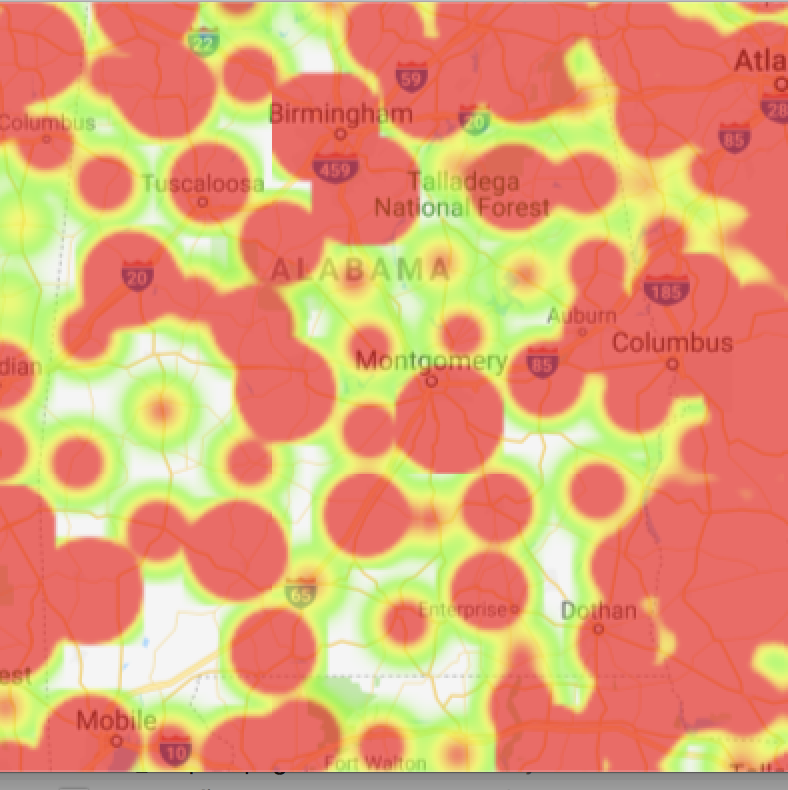 22
59
Atla
Birmingham
20
28
85
Columbus
459
Tuscaloosa
Talladega
National Forest
20
ALABAMA
185
Auburn
Columbus
dian
Montgomery
85
65
Enterprise
Dothan
est
Mobile
10
Fort Walton